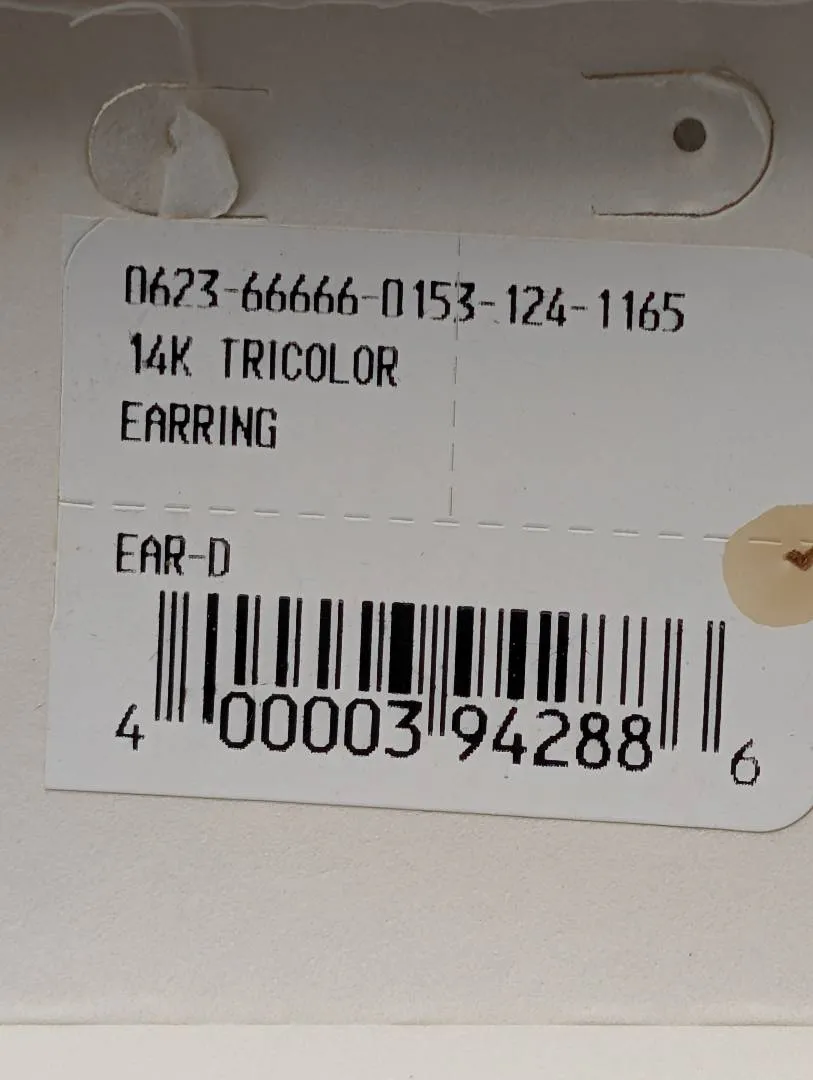 0623-66666-0153-124-1165
14K TRICOLOR
EARRING
EAR-D
4 00003 94288 6